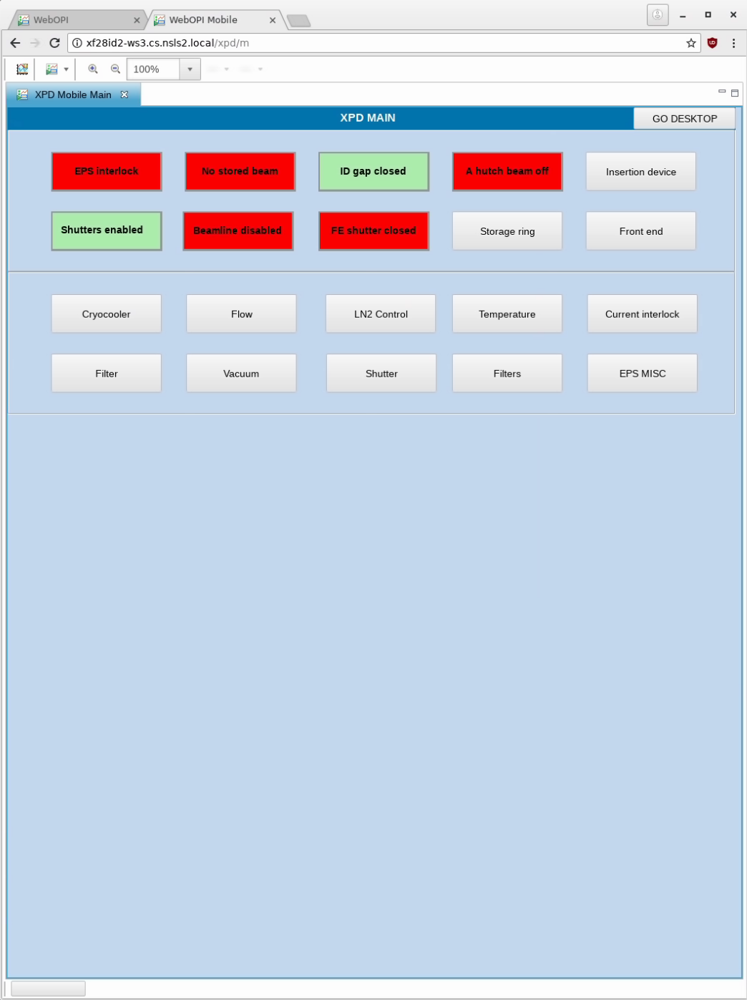 WebOPI
WebOPI Mobile
xf28id2-ws3.cs.nsls2.local/xpd/m
100%
XPD Mobile Main
XPD MAIN
GO DESKTOP
EPS interlock
No stored beam
ID gap closed
A hutch beam off
Insertion device
Shutters enabled
Beamline disabled
FE shutter closed
Storage ring
Front end
Cryocooler
Flow
LN2 Control
Temperature
Current interlock
Filter
Vacuum
Shutter
Filters
EPS MISC